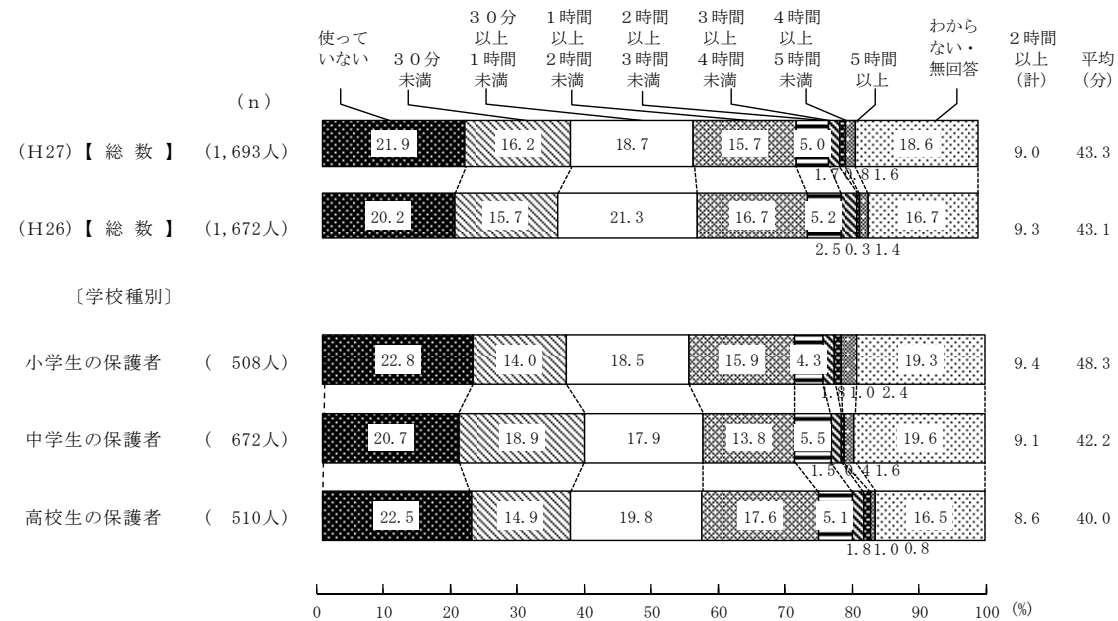 使って
いない
３０分
未満
３０分
以上
１時間
未満
１時間
以上
２時間
未満
２時間
以上
３時間
未満
３時間
以上
４時間
未満
４時間
以上
５時間
未満
５時間
以上
わから
ない・
無回答
２時間
以上
(計)
平均
(分)
(ｎ)
(Ｈ27)【 総 数 】 (1,693人) 21.9 16.2 18.7 15.7 5.0 18.6 9.0 43.3
1.7 0.8 1.6
(Ｈ26)【 総 数 】 (1,672人) 20.2 15.7 21.3 16.7 5.2 16.7 9.3 43.1
2.5 0.3 1.4
〔学校種別〕
小学生の保護者 ( 508人) 22.8 14.0 18.5 15.9 4.3 19.3 9.4 48.3
1.8 1.0 2.4
中学生の保護者 ( 672人) 20.7 18.9 17.9 13.8 5.5 19.6 9.1 42.2
1.5 0.4 1.6
高校生の保護者 ( 510人) 22.5 14.9 19.8 17.6 5.1 16.5 8.6 40.0
1.8 1.0 0.8
0 10 20 30 40 50 60 70 80 90 100 (%)